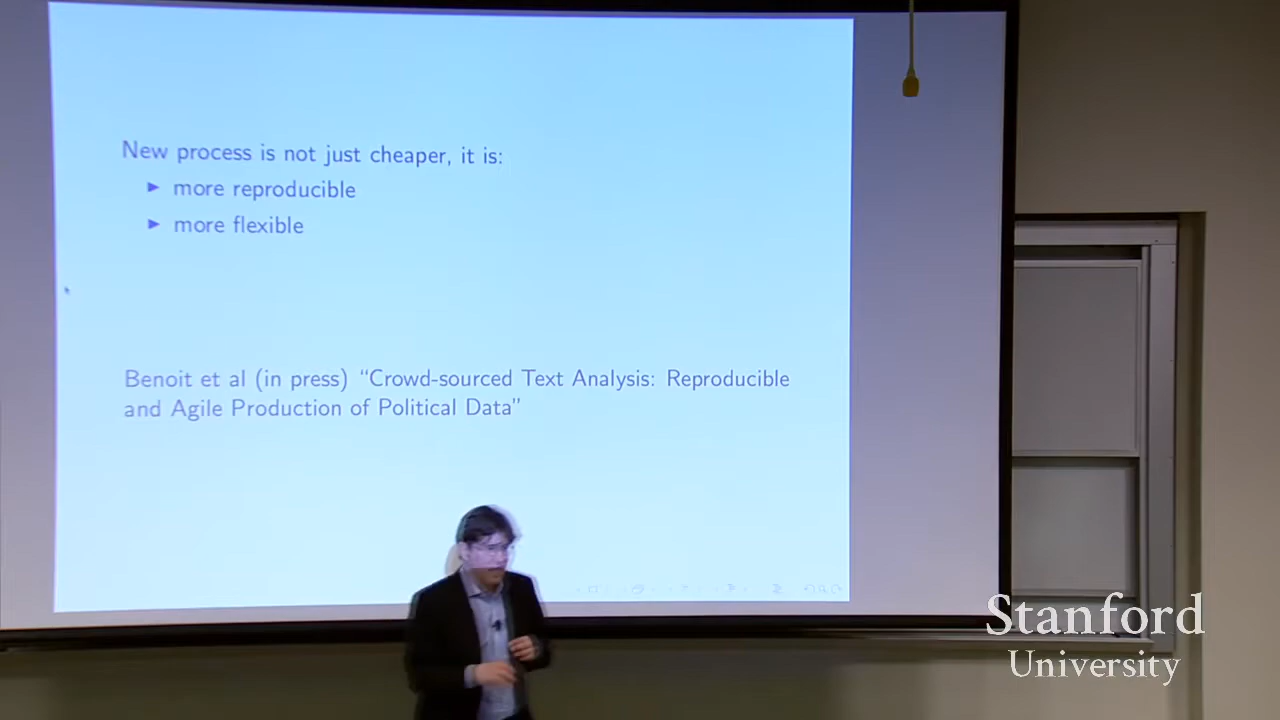 New process is not just cheaper, it is:
more reproducible
more flexible
Benoit et al (in press) “Crowd-sourced Text Analysis: Reproducible
and Agile Production of Political Data”
Stanford
University